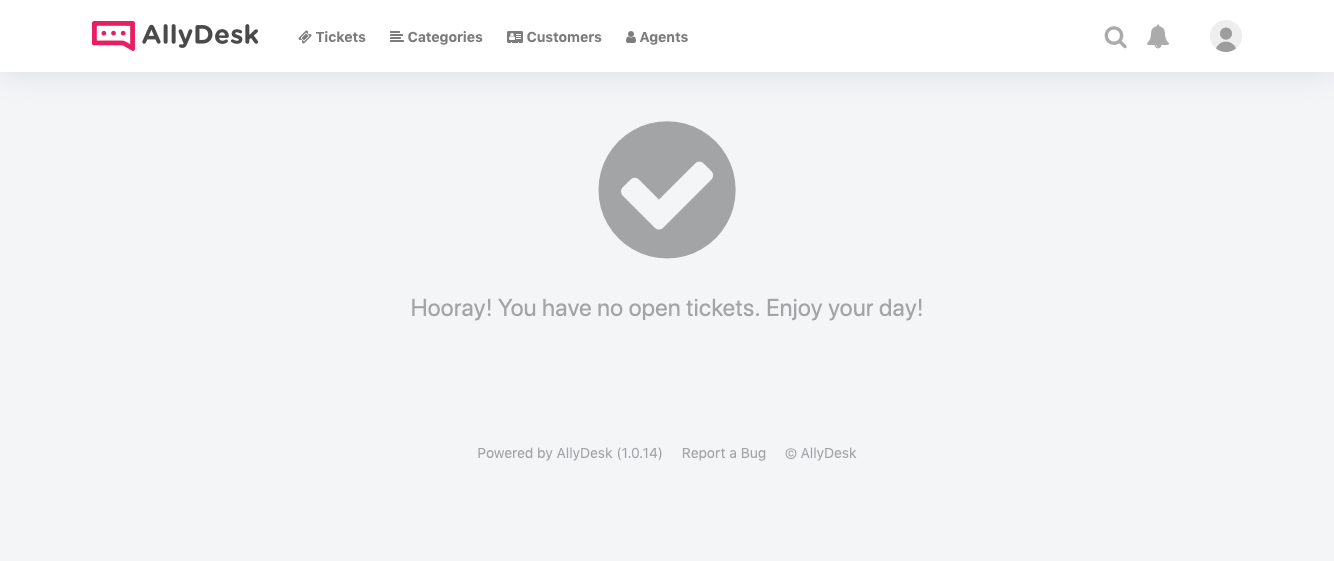 AllyDesk Tickets Categories Customers Agents
Hooray! You have no open tickets. Enjoy your day!
Powered by AllyDesk (1.0.14) Report a Bug © AllyDesk